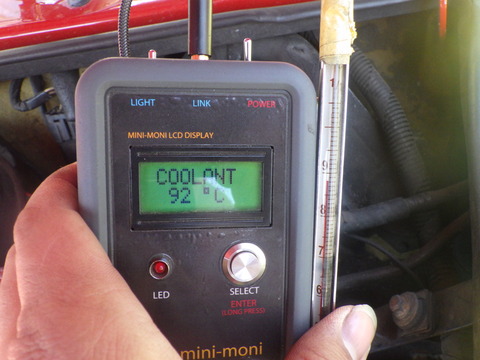 LIGHT LINK POWER
MINI-MONI LCD DISPLAY
COOLANT
92 °C
LED
SELECT
ENTER
(LONG PRESS)
mini-moni
1
9
8
7
6